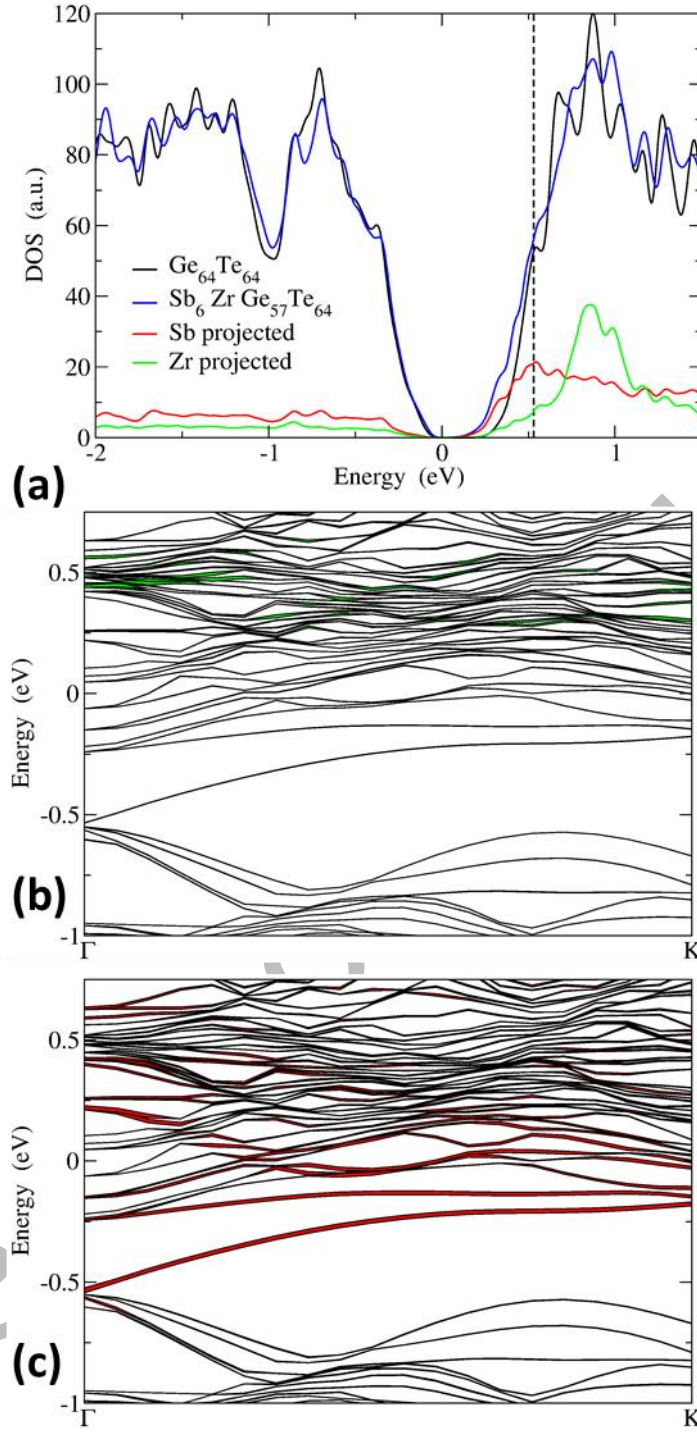 120
100
80
60
40
20
0
DOS (a.u.)
Ge₆₄Te₆₄
Sb₆ Zr Ge₅₇Te₆₄
Sb projected
Zr projected
-2 -1 0 1
Energy (eV)
(a)
0.5
0
-0.5
-1
Energy (eV)
(b)
Γ K
0.5
0
-0.5
-1
Energy (eV)
(c)
Γ K